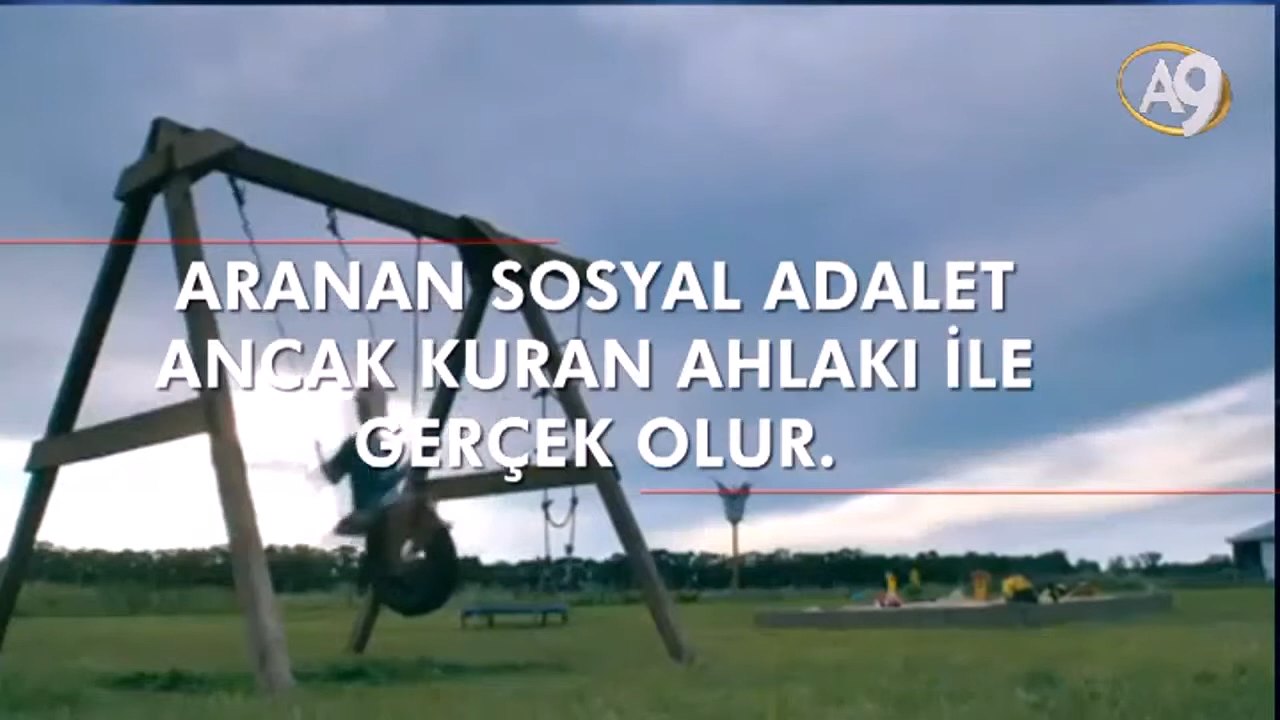 A9
ARANAN SOSYAL ADALET
ANCAK KURAN AHLAKI İLE
GERÇEK OLUR.